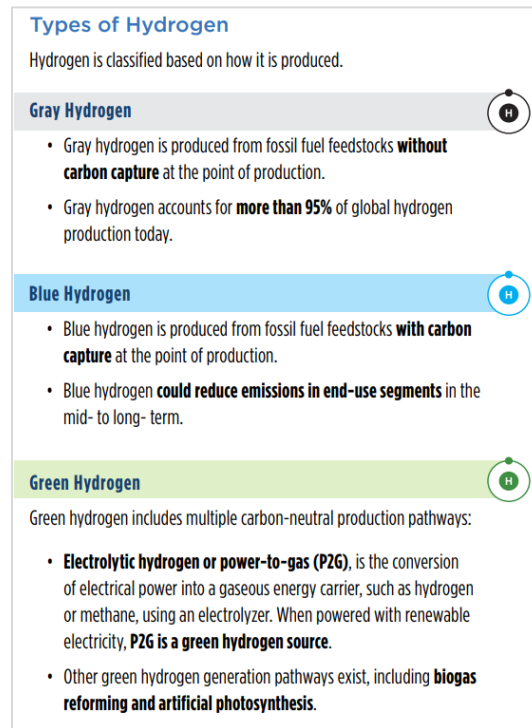 Types of Hydrogen
Hydrogen is classified based on how it is produced.
Gray Hydrogen
H
• Gray hydrogen is produced from fossil fuel feedstocks without
carbon capture at the point of production.
• Gray hydrogen accounts for more than 95% of global hydrogen
production today.
Blue Hydrogen
H
• Blue hydrogen is produced from fossil fuel feedstocks with carbon
capture at the point of production.
• Blue hydrogen could reduce emissions in end-use segments in the
mid- to long- term.
Green Hydrogen
H
Green hydrogen includes multiple carbon-neutral production pathways:
• Electrolytic hydrogen or power-to-gas (P2G), is the conversion
of electrical power into a gaseous energy carrier, such as hydrogen
or methane, using an electrolyzer. When powered with renewable
electricity, P2G is a green hydrogen source.
• Other green hydrogen generation pathways exist, including biogas
reforming and artificial photosynthesis.